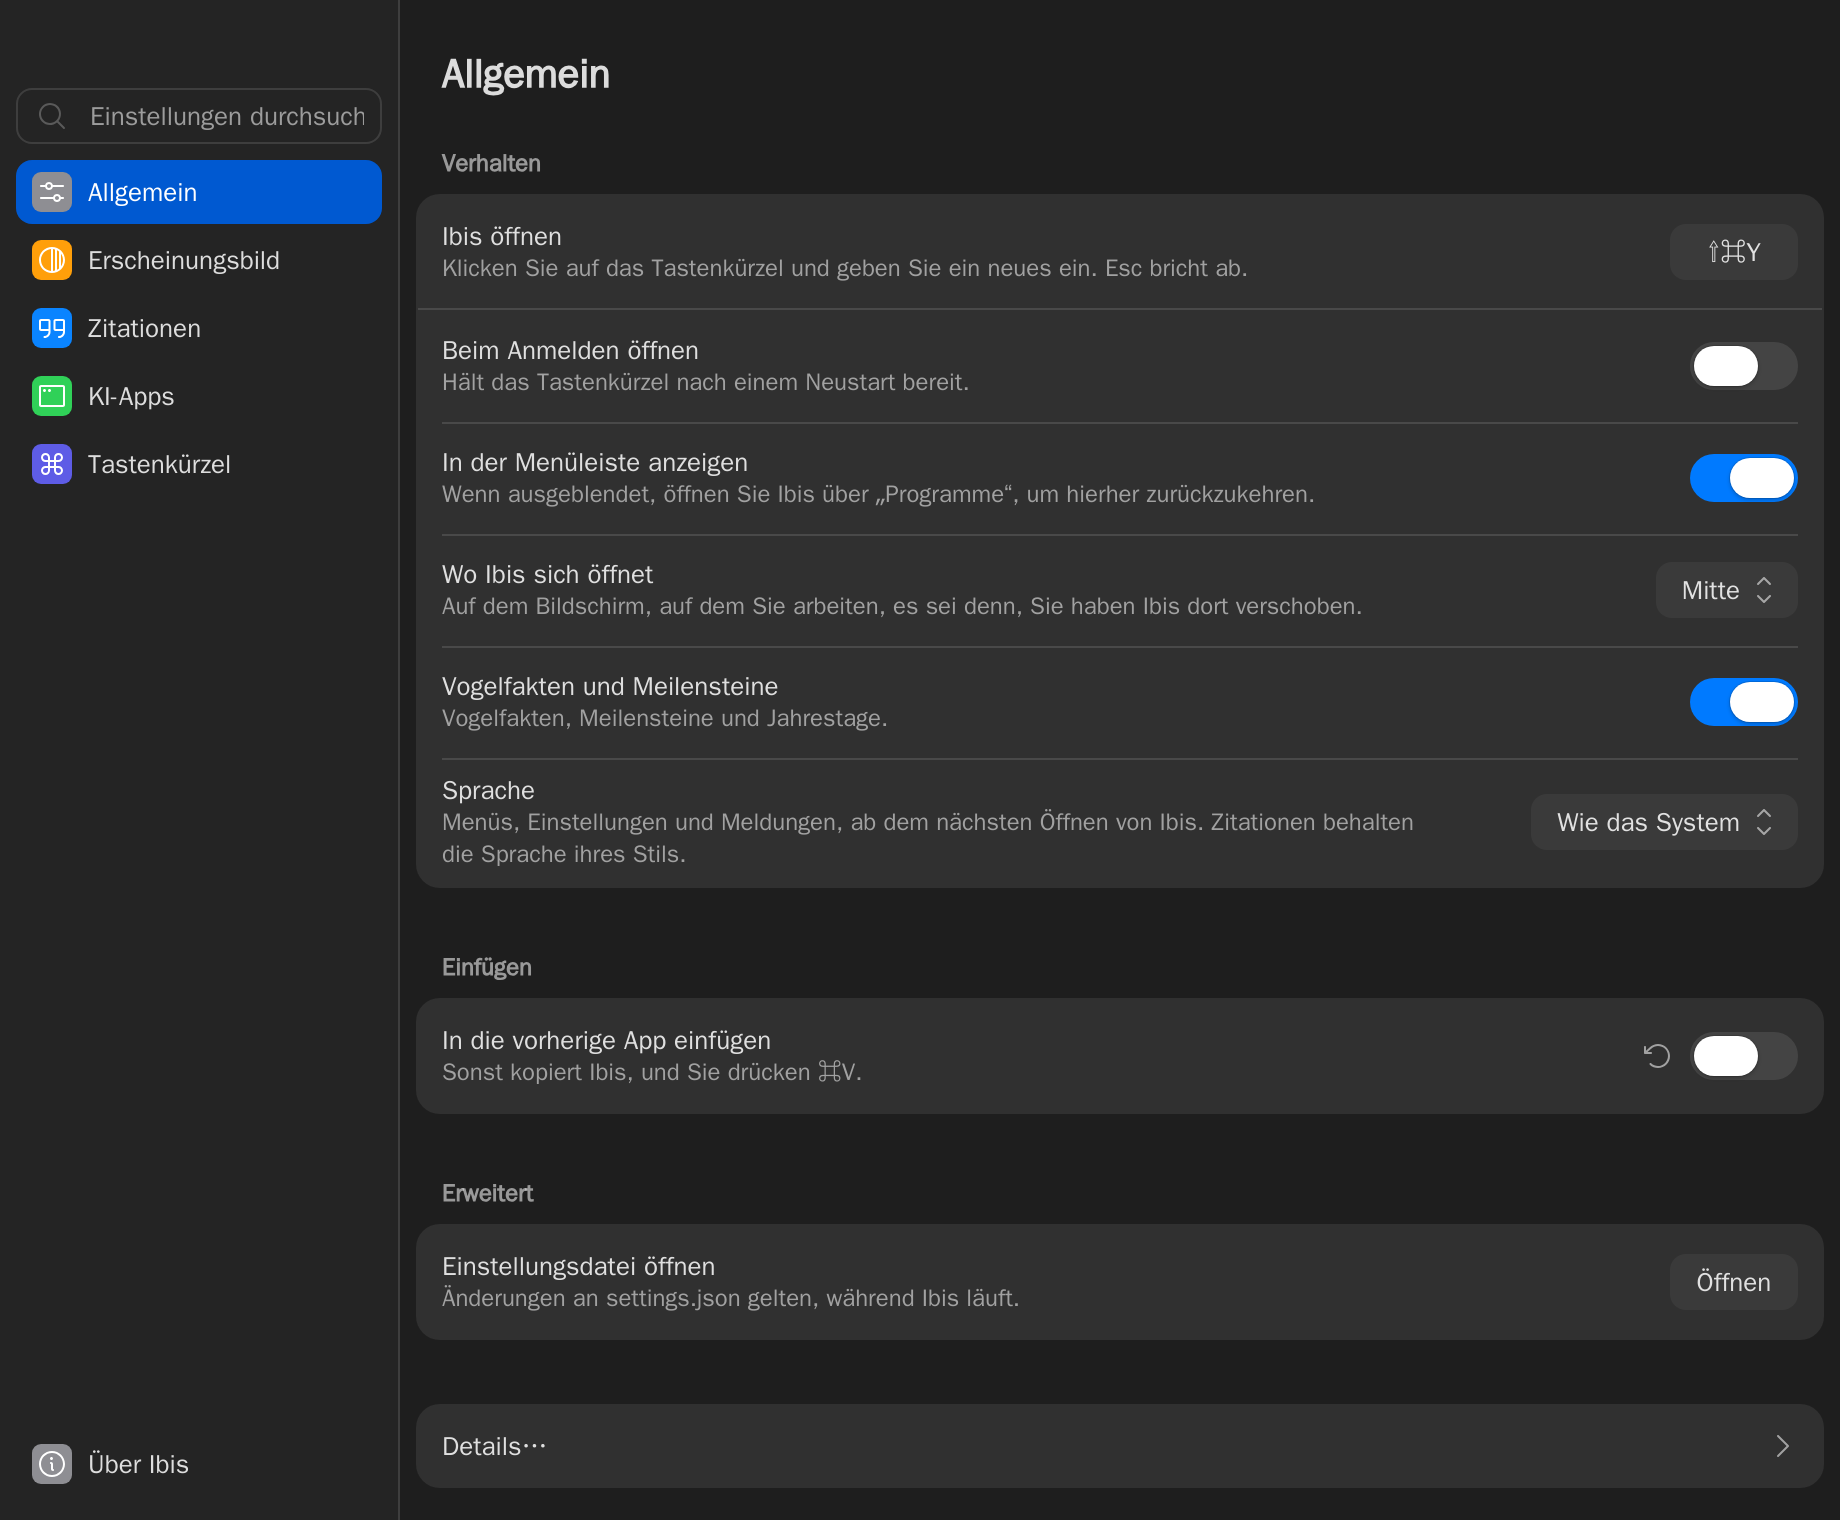 Einstellungen durchsuch
Allgemein
Erscheinungsbild
Zitationen
KI-Apps
Tastenkürzel
Über Ibis
Allgemein
Verhalten
Ibis öffnen
Klicken Sie auf das Tastenkürzel und geben Sie ein neues ein. Esc bricht ab.
⇧⌘Y
Beim Anmelden öffnen
Hält das Tastenkürzel nach einem Neustart bereit.
In der Menüleiste anzeigen
Wenn ausgeblendet, öffnen Sie Ibis über „Programme“, um hierher zurückzukehren.
Wo Ibis sich öffnet
Auf dem Bildschirm, auf dem Sie arbeiten, es sei denn, Sie haben Ibis dort verschoben.
Mitte
Vogelfakten und Meilensteine
Vogelfakten, Meilensteine und Jahrestage.
Sprache
Menüs, Einstellungen und Meldungen, ab dem nächsten Öffnen von Ibis. Zitationen behalten
die Sprache ihres Stils.
Wie das System
Einfügen
In die vorherige App einfügen
Sonst kopiert Ibis, und Sie drücken ⌘V.
Erweitert
Einstellungsdatei öffnen
Änderungen an settings.json gelten, während Ibis läuft.
Öffnen
Details…